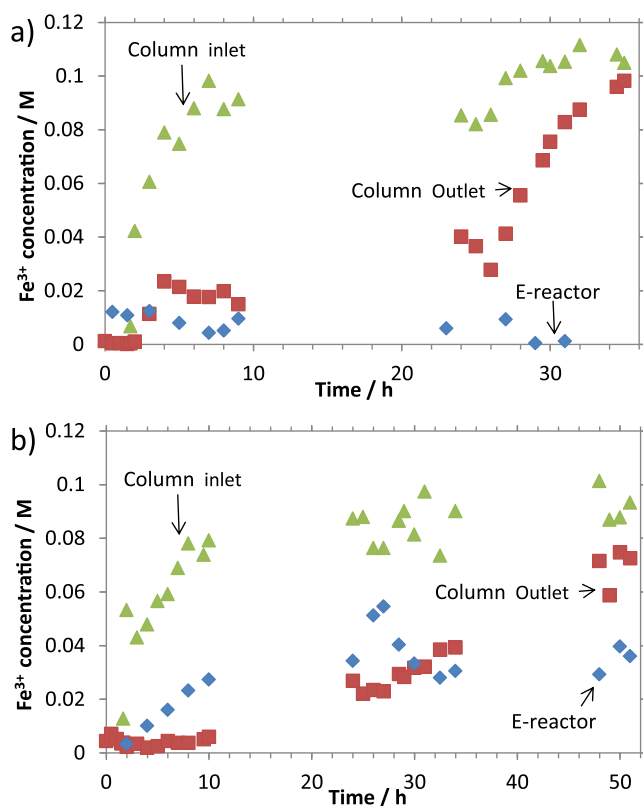 a)
Fe³⁺ concentration / M
0.12
0.1
0.08
0.06
0.04
0.02
0
Column inlet
Column Outlet
E-reactor
0 10 20 30
Time / h
b)
Fe³⁺ concentration / M
0.12
0.1
0.08
0.06
0.04
0.02
0
Column inlet
Column Outlet
E-reactor
0 10 20 30 40 50
Time / h